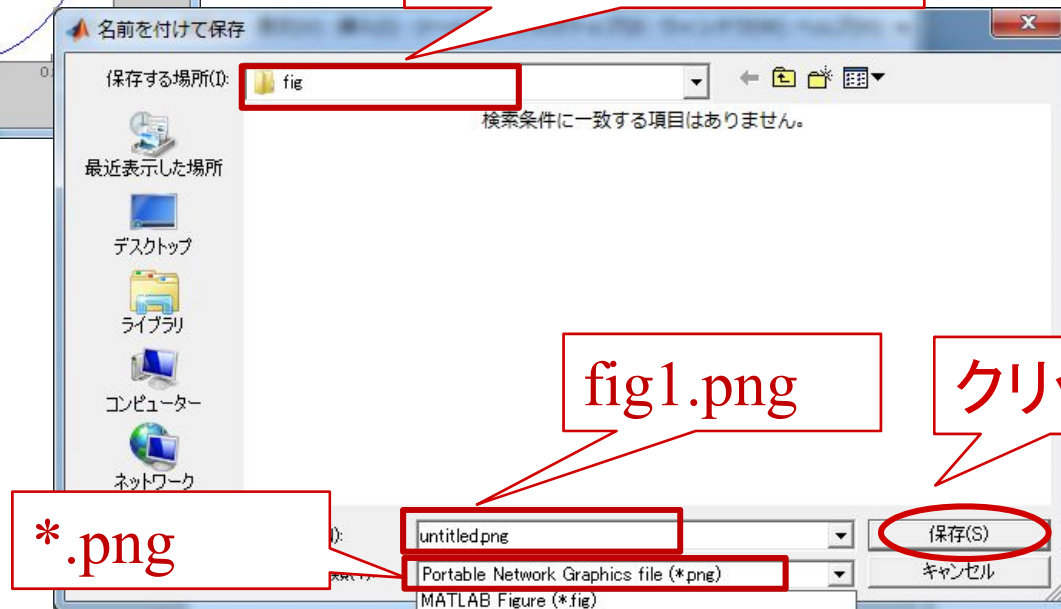 名前を付けて保存
保存する場所(I):
fig
検索条件に一致する項目はありません。
最近表示した場所
デスクトップ
ライブラリ
コンピューター
ネットワーク
fig1.png
クリ
*.png
untitled.png
保存(S)
Portable Network Graphics file (*.png)
キャンセル
MATLAB Figure (*.fig)